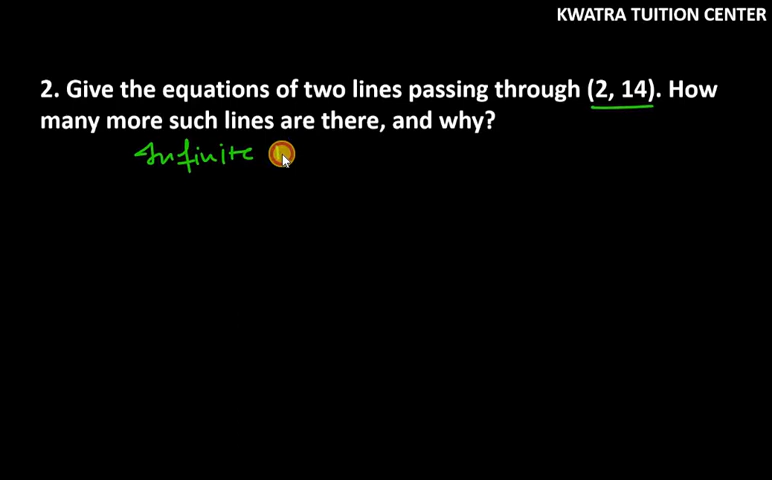 KWATRA TUITION CENTER
2. Give the equations of two lines passing through (2, 14). How
many more such lines are there, and why?
Infinite